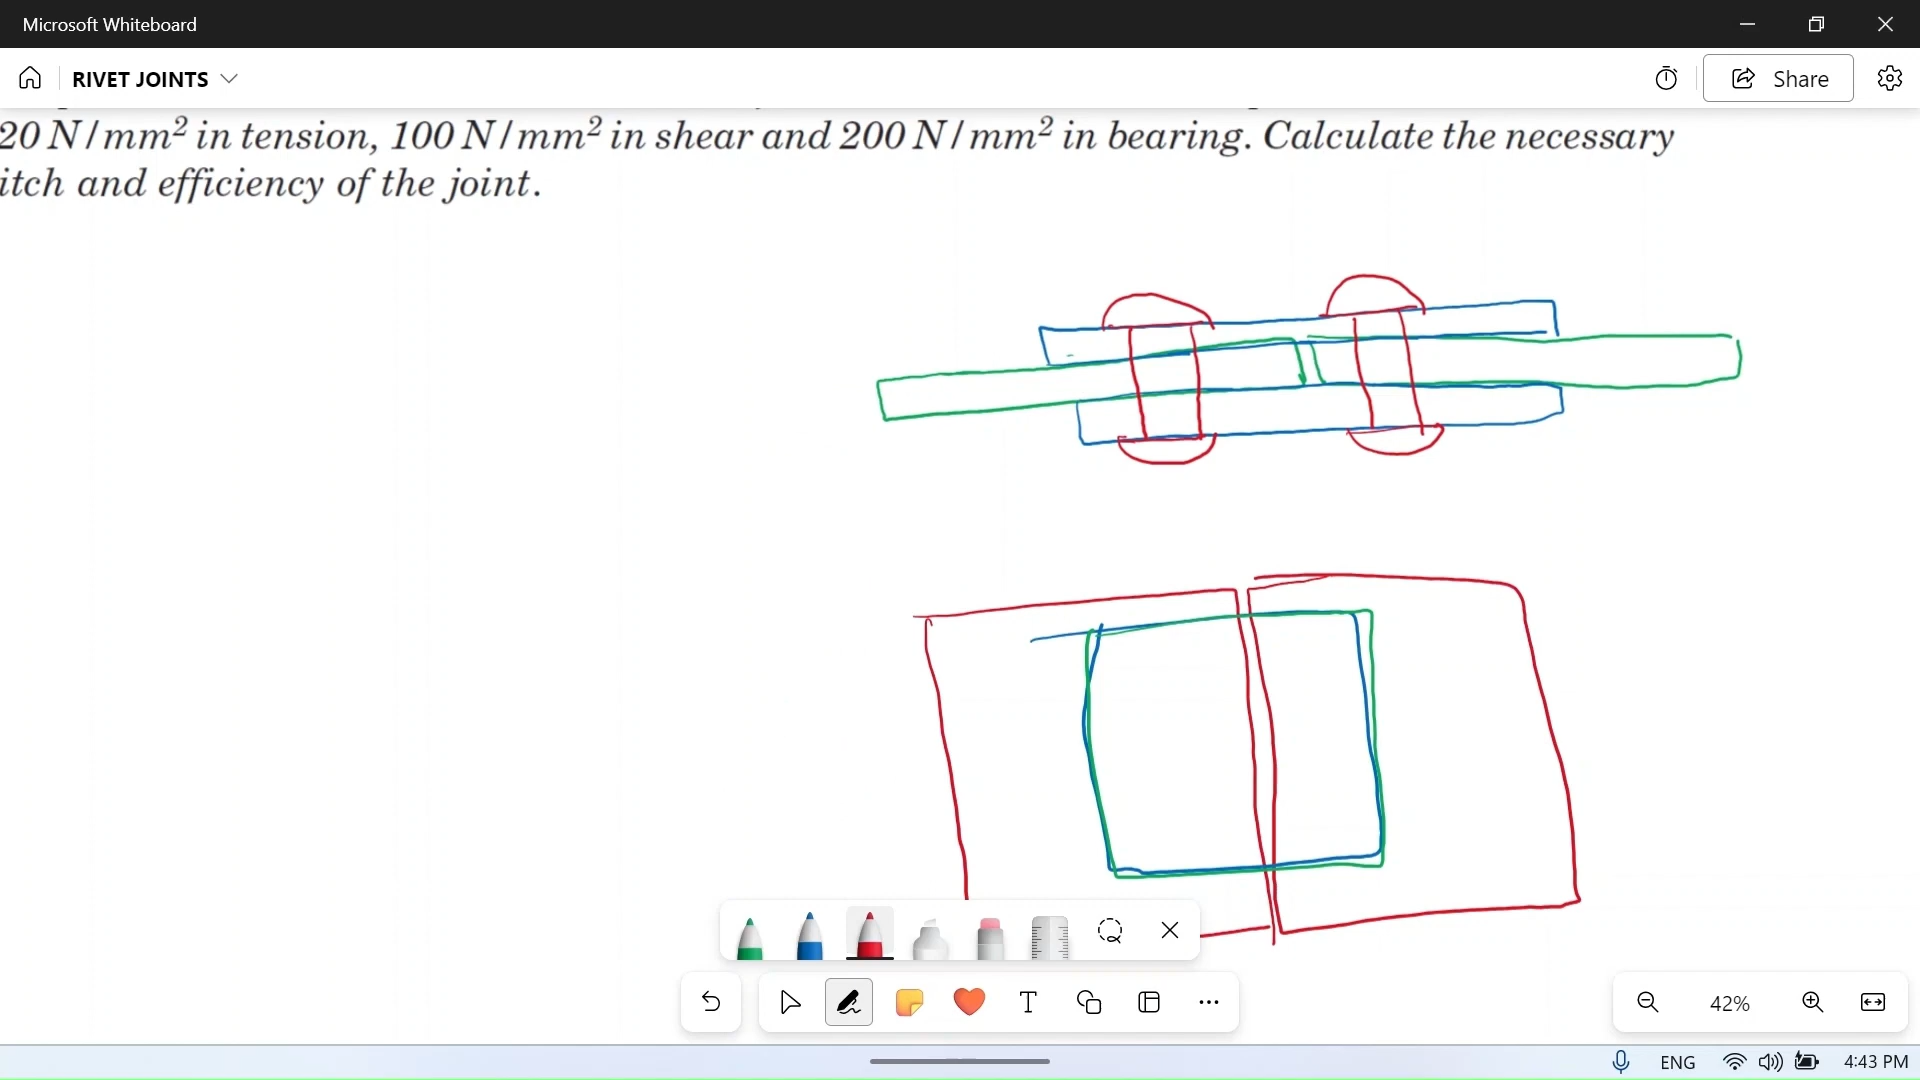 Microsoft Whiteboard
RIVET JOINTS
Share
20 N/mm² in tension, 100 N/mm² in shear and 200 N/mm² in bearing. Calculate the necessary
itch and efficiency of the joint.
42%
ENG
4:43 PM